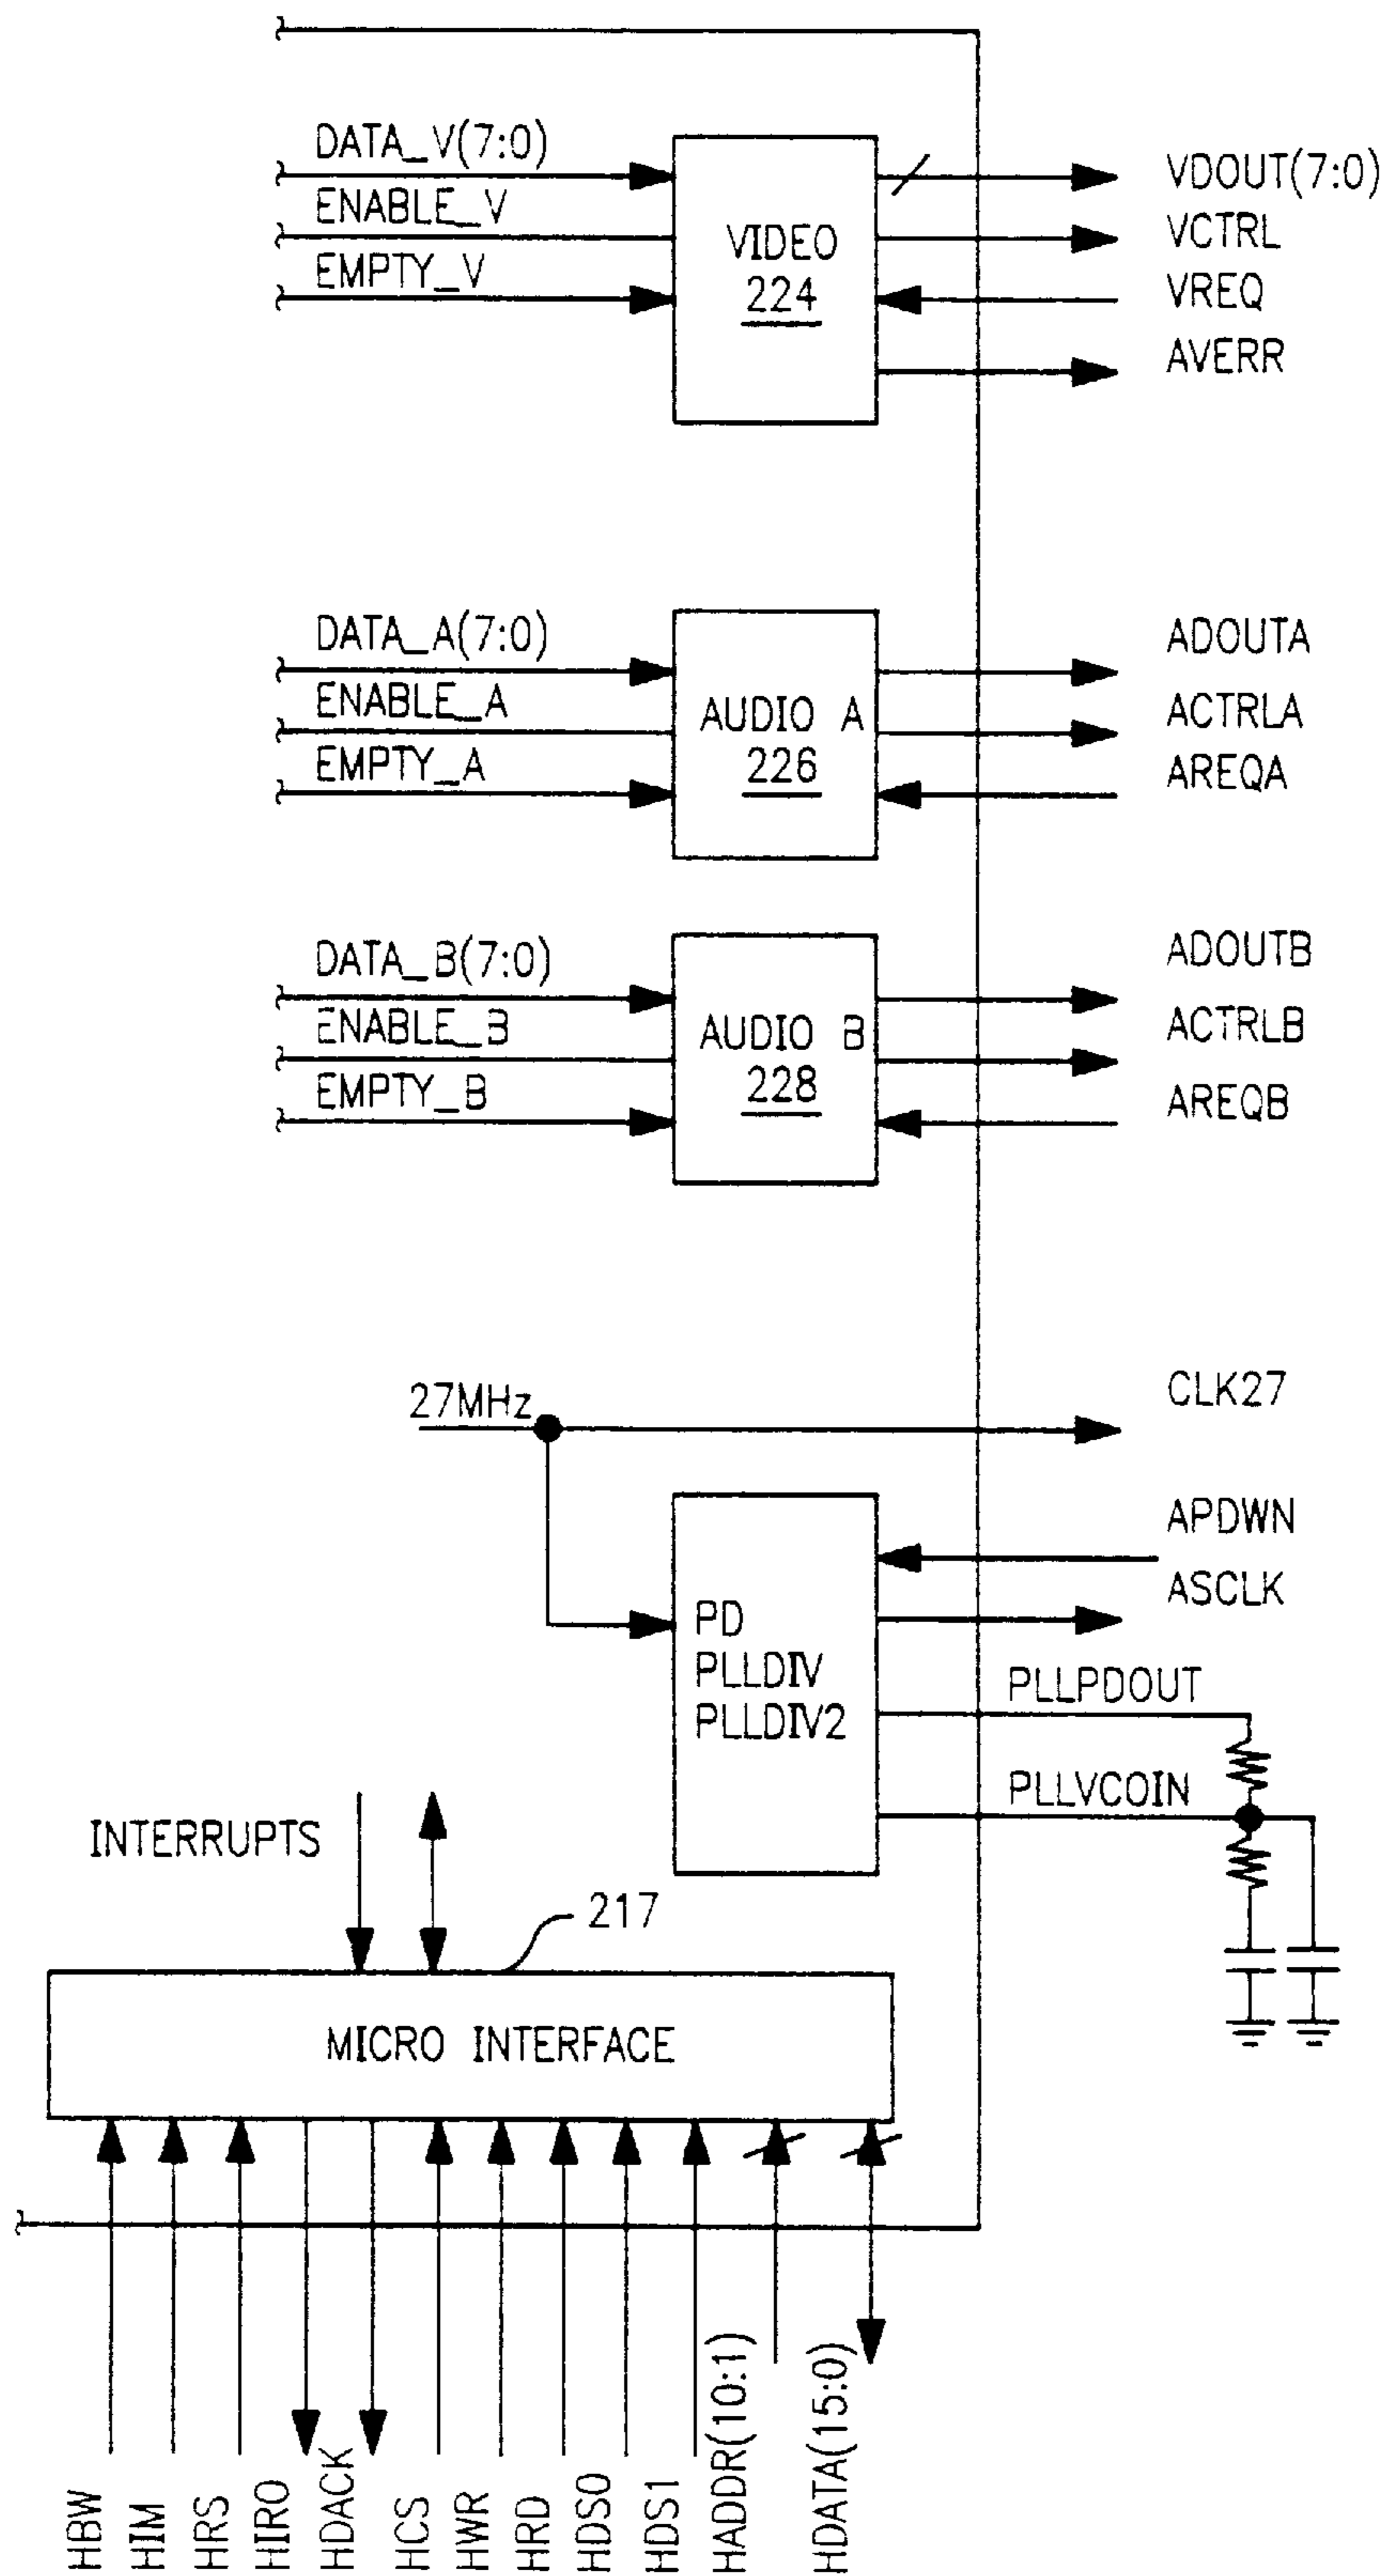 DATA_V(7:0)
ENABLE_V
EMPTY_V
VIDEO
224
VDOUT(7:0)
VCTRL
VREQ
AVERR
DATA_A(7:0)
ENABLE_A
EMPTY_A
AUDIO A
226
ADOUTA
ACTRLA
AREQA
DATA_B(7:0)
ENABLE_B
EMPTY_B
AUDIO B
228
ADOUTB
ACTRLB
AREQB
27MHz
CLK27
APDWN
ASCLK
PD
PLLDIV
PLLDIV2
PLLPDOUT
PLLVCOIN
INTERRUPTS
217
MICRO INTERFACE
HBW
HIM
HRS
HIRO
HDACK
HCS
HWR
HRD
HDS0
HDS1
HADDR(10:1)
HDATA(15:0)